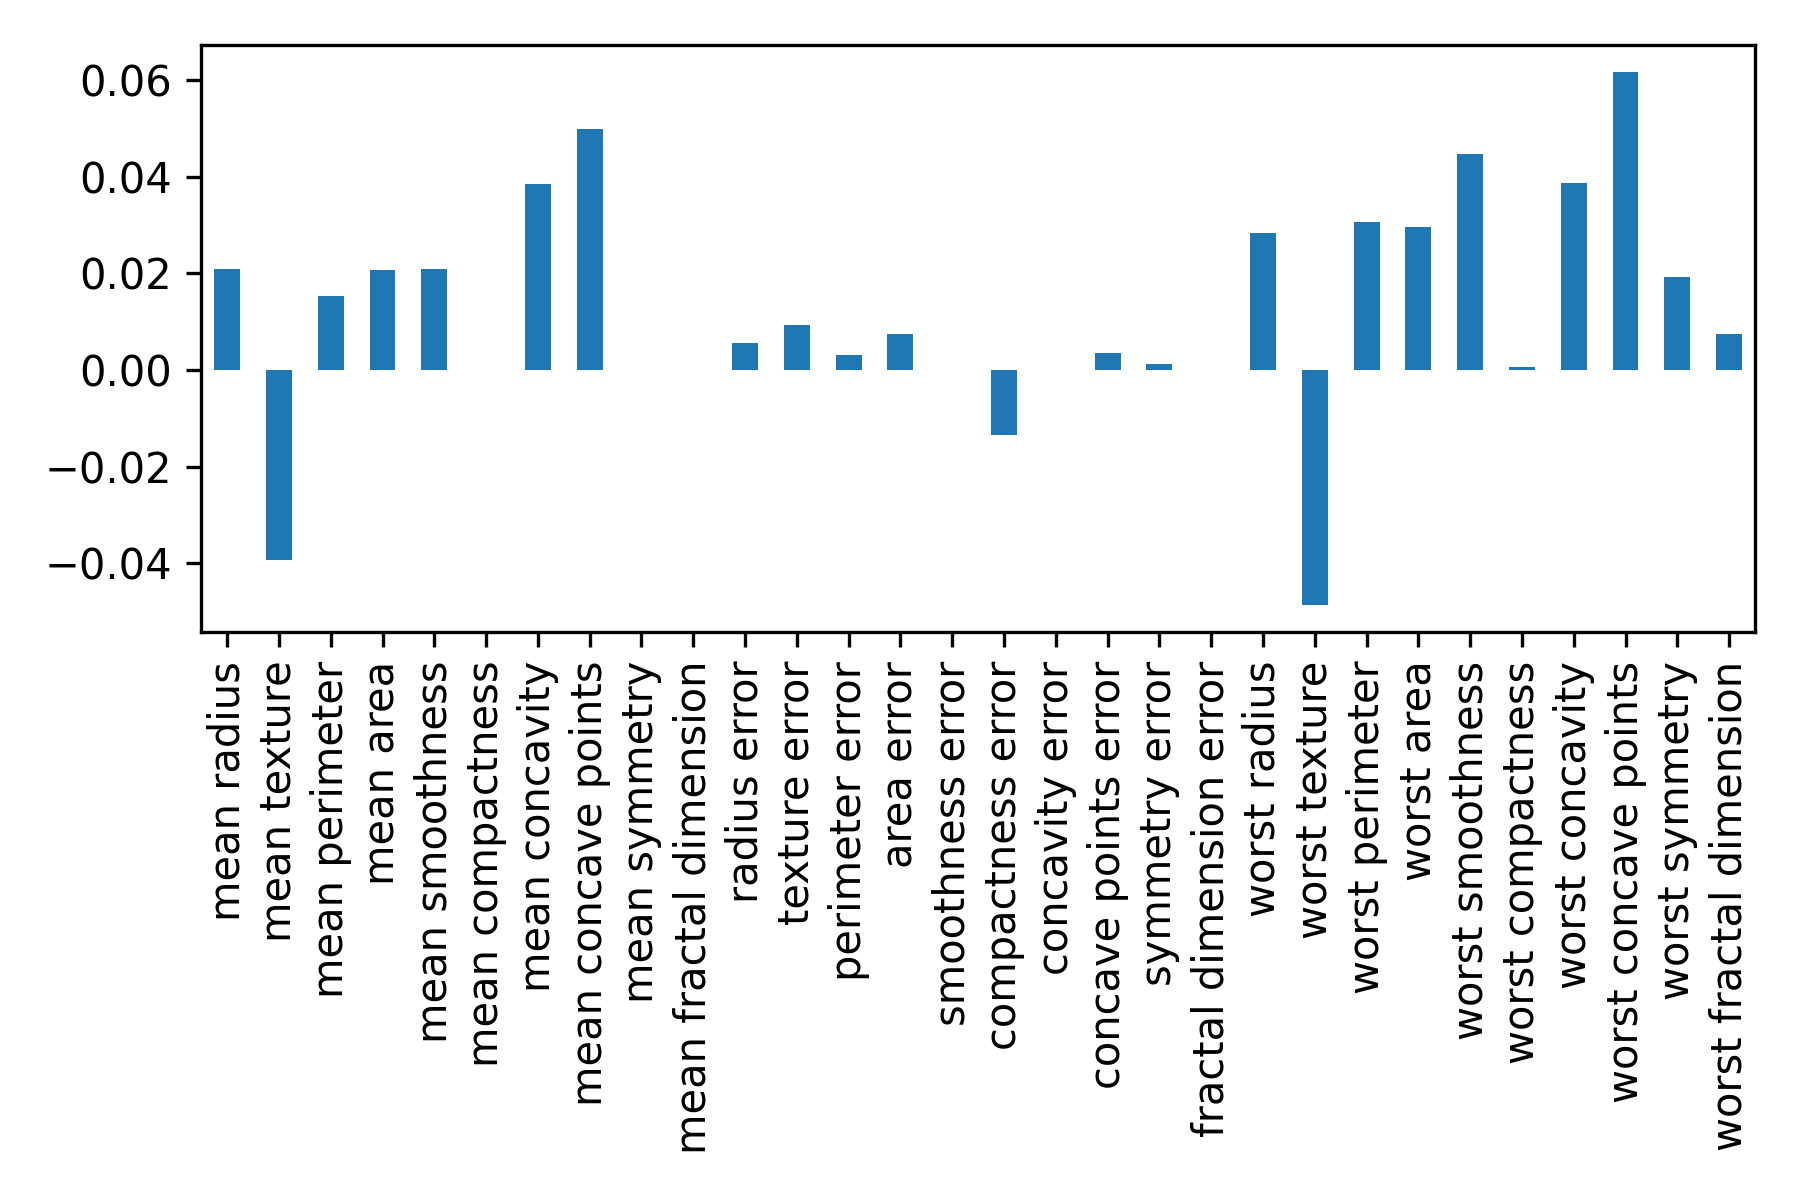 0.06
0.04
0.02
0.00
−0.02
−0.04
mean radius
mean texture
mean perimeter
mean area
mean smoothness
mean compactness
mean concavity
mean concave points
mean symmetry
mean fractal dimension
radius error
texture error
perimeter error
area error
smoothness error
compactness error
concavity error
concave points error
symmetry error
fractal dimension error
worst radius
worst texture
worst perimeter
worst area
worst smoothness
worst compactness
worst concavity
worst concave points
worst symmetry
worst fractal dimension